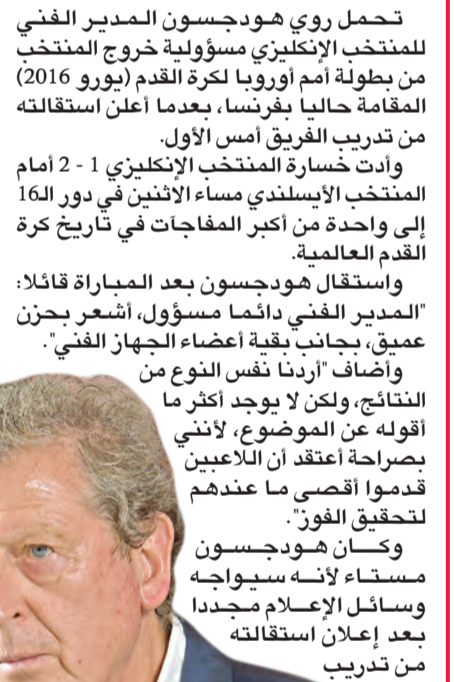 تحمل روي هودجسون المدير الفني
للمنتخب الإنكليزي مسؤولية خروج المنتخب
من بطولة أمم أوروبا لكرة القدم (يورو 2016)
المقامة حاليا بفرنسا، بعدما أعلن استقالته
من تدريب الفريق أمس الأول.
وأدت خسارة المنتخب الإنكليزي 1 - 2 أمام
المنتخب الأيسلندي مساء الاثنين في دور الـ16
إلى واحدة من أكبر المفاجآت في تاريخ كرة
القدم العالمية.
واستقال هودجسون بعد المباراة قائلا:
"المدير الفني دائما مسؤول، أشعر بحزن
عميق، بجانب بقية أعضاء الجهاز الفني".
وأضاف "أردنا نفس النوع من
النتائج، ولكن لا يوجد أكثر ما
أقوله عن الموضوع، لأنني
بصراحة أعتقد أن اللاعبين
قدموا أقصى ما عندهم
لتحقيق الفوز".
وكان هودجسون
مستاء لأنه سيواجه
وسائل الإعلام مجددا
بعد إعلان استقالته
من تدريب